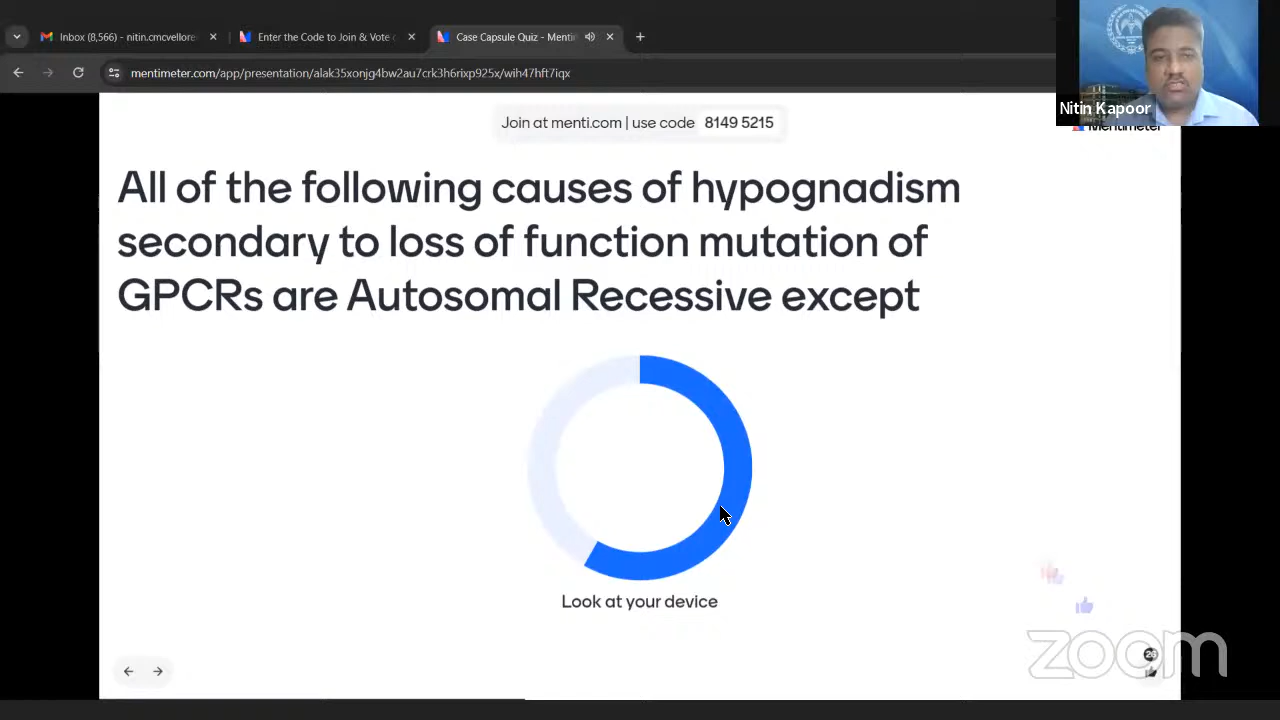 Inbox (8,566) - nitin.cmcvellore
Enter the Code to Join & Vote
Case Capsule Quiz - Menti
mentimeter.com/app/presentation/alak35xonjg4bw2au7crk3h6rixp925x/wih47hft7iqx
Nitin Kapoor
Mentimeter
Join at menti.com | use code 8149 5215
All of the following causes of hypognadism
secondary to loss of function mutation of
GPCRs are Autosomal Recessive except
Look at your device
zoom
26